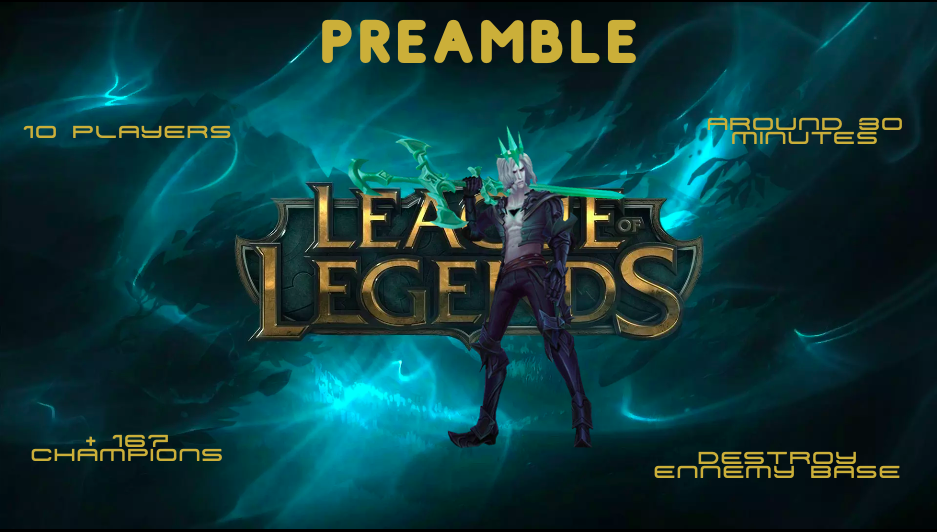 PREAMBLE
10 PLAYERS
AROUND 30
MINUTES
LEAGUE OF
LEGENDS
+ 167
CHAMPIONS
DESTROY
ENNEMY BASE